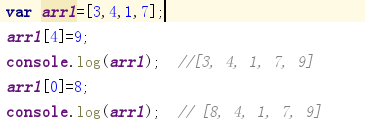 var arr1=[3,4,1,7];
arr1[4]=9;
console.log(arr1);  //[3, 4, 1, 7, 9]
arr1[0]=8;
console.log(arr1);  // [8, 4, 1, 7, 9]